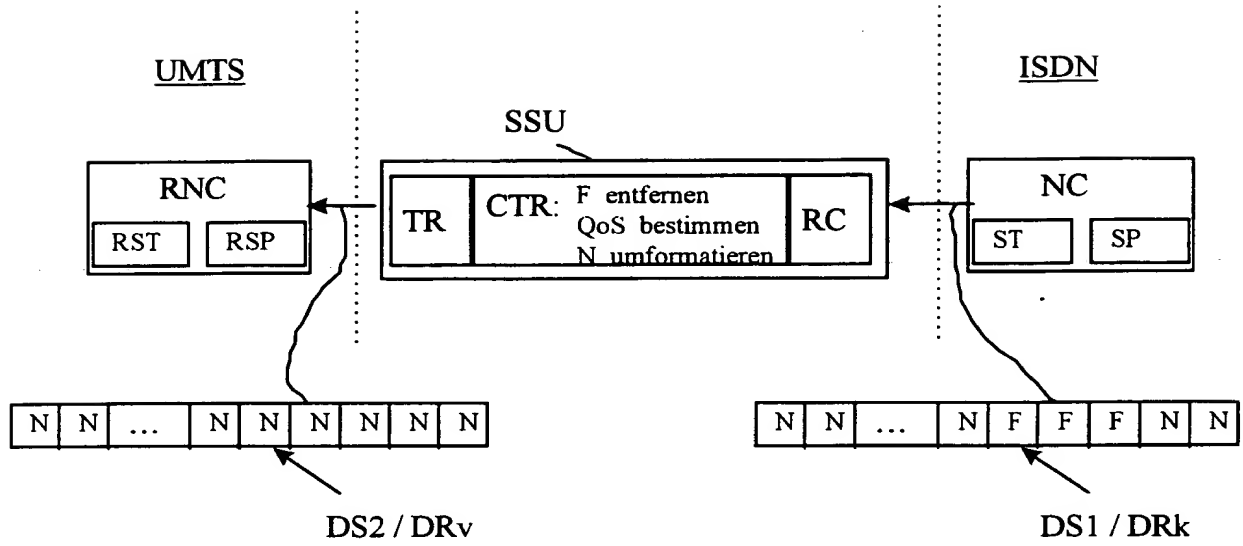 UMTS
ISDN
SSU
RNC
RST
RSP
TR
CTR: F entfernen
QoS bestimmen
N umformatieren
RC
NC
ST
SP
N N ... N N N N N N
N N ... N F F F N N
DS2 / DRv
DS1 / DRk